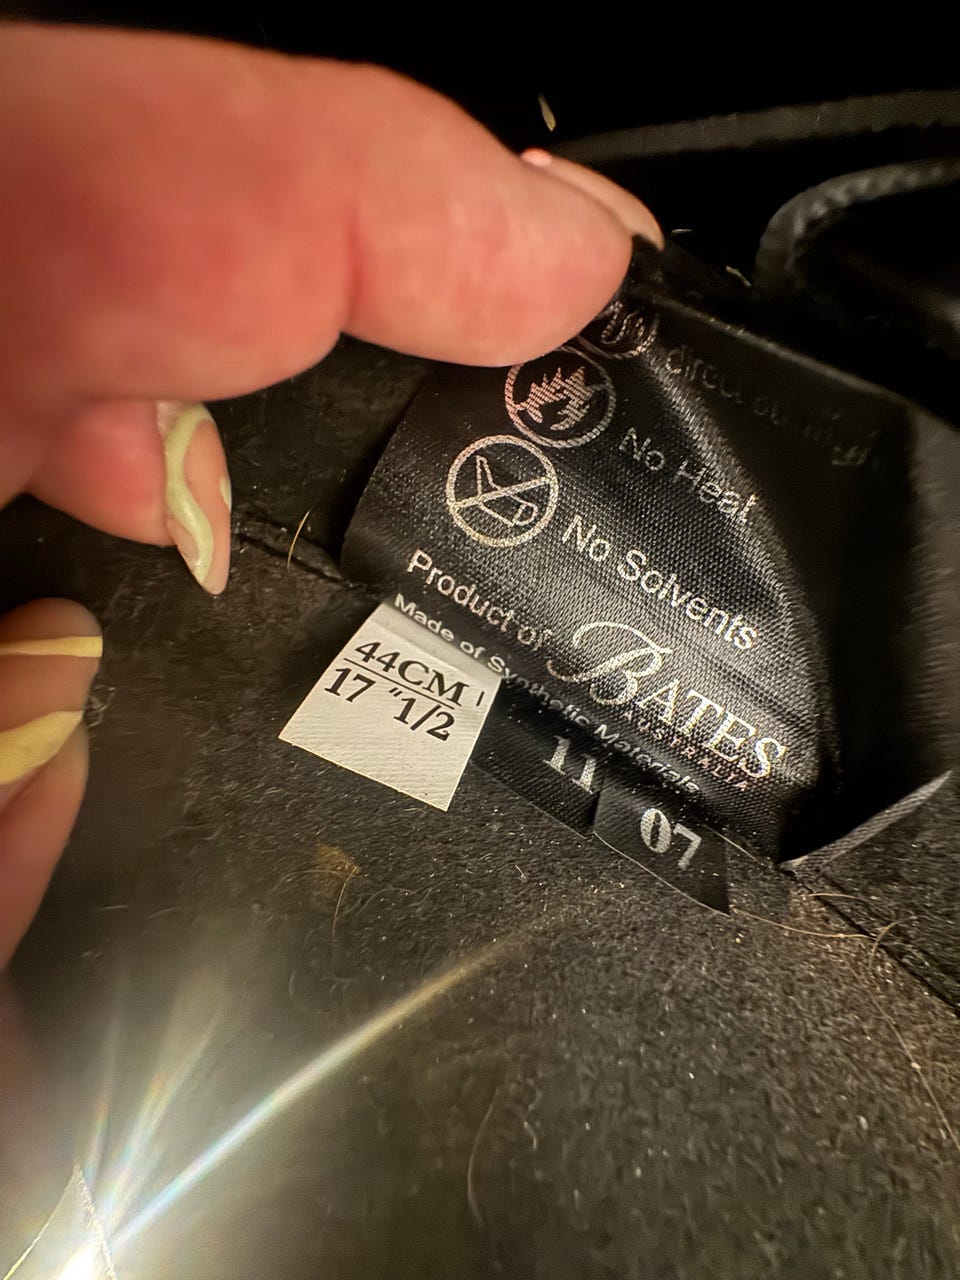 No Heat
No Solvents
Product of BATES
AUSTRALIA
Made of Synthetic Materials
44CM
17 "1/2
11
07